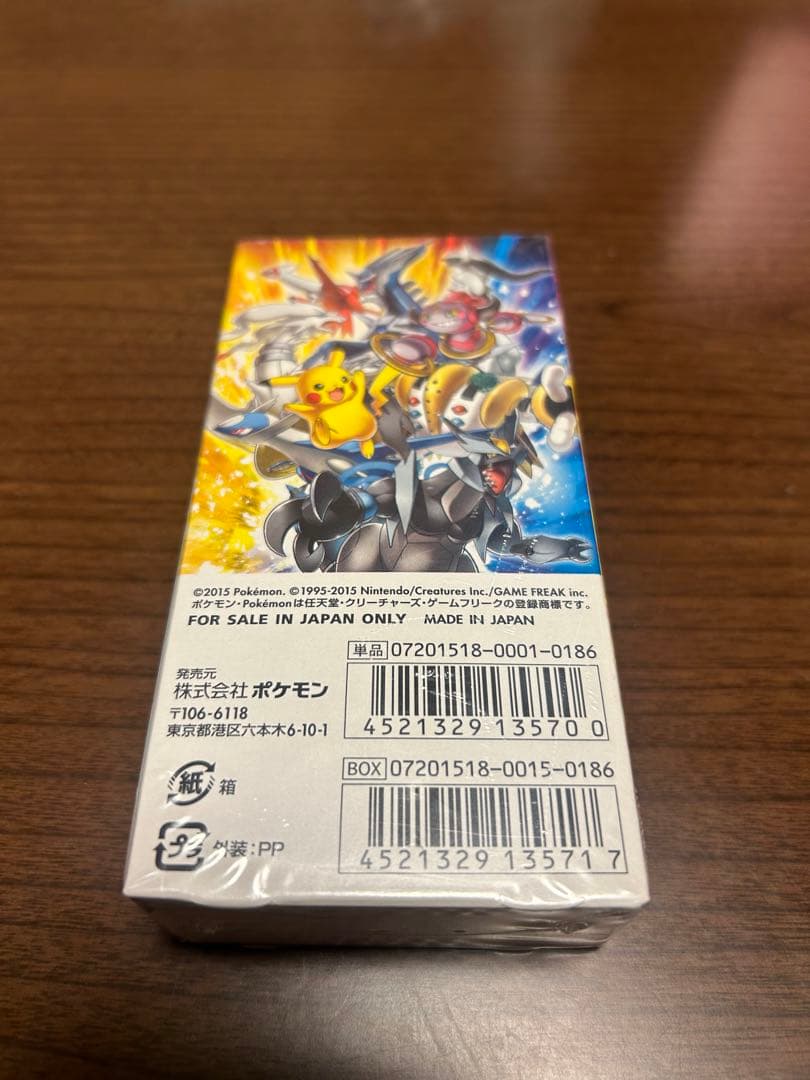 ©2015 Pokémon. ©1995-2015 Nintendo/Creatures Inc./GAME FREAK inc.
ポケモン・Pokémonは任天堂・クリーチャーズ・ゲームフリークの登録商標です。
FOR SALE IN JAPAN ONLY MADE IN JAPAN
単品 07201518-0001-0186
4521329 13570 0
発売元
株式会社 ポケモン
〒106-6118
東京都港区六本木6-10-1
BOX 07201518-0015-0186
4521329 13571 7
紙 箱
プラ 外装:PP